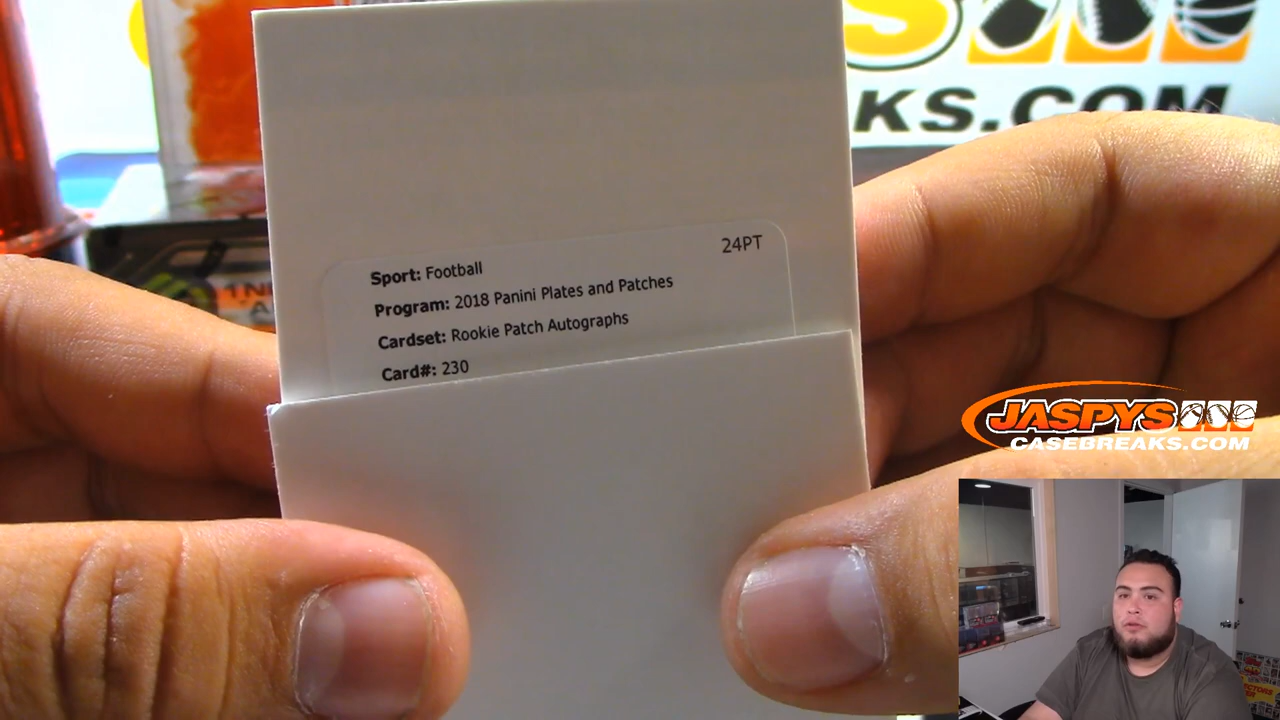 S
AKS.COM
24PT
Sport: Football
Program: 2018 Panini Plates and Patches
Cardset: Rookie Patch Autographs
Card#: 230
JASPYS
CASEBREAKS.COM